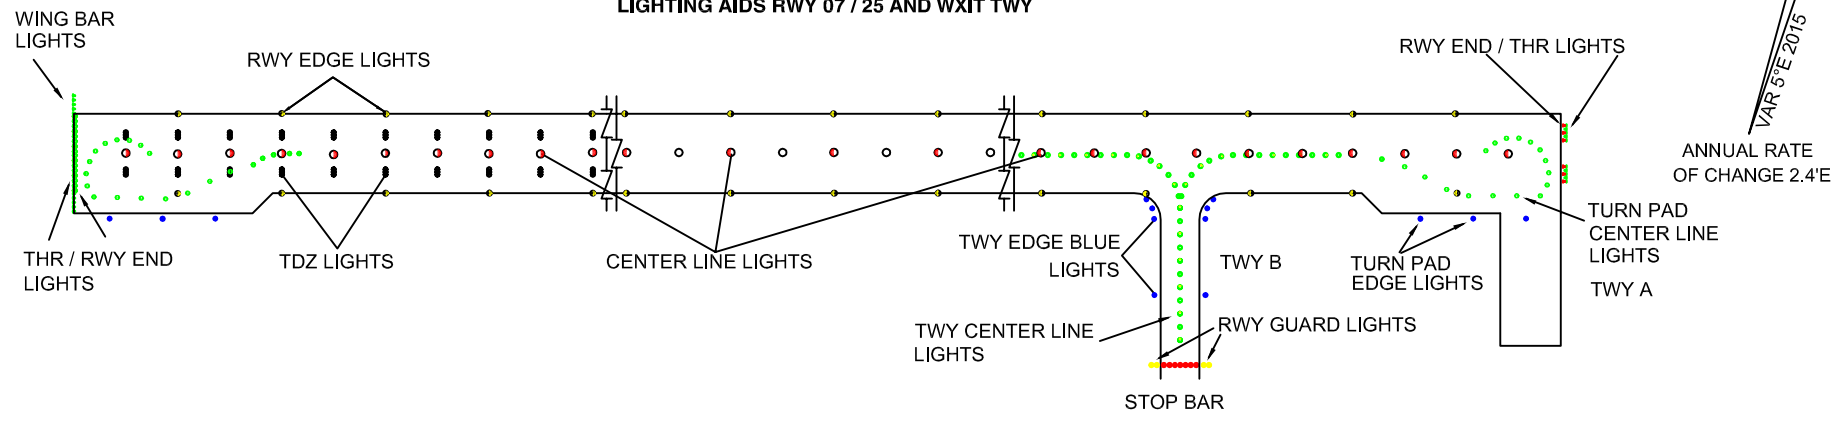 LIGHTING AIDS RWY 07 / 25 AND WXIT TWY
WING BAR
LIGHTS
RWY EDGE LIGHTS
RWY END / THR LIGHTS
VAR 5°E 2015
ANNUAL RATE
OF CHANGE 2.4'E
THR / RWY END
LIGHTS
TDZ LIGHTS
CENTER LINE LIGHTS
TWY EDGE BLUE
LIGHTS
TWY B
TURN PAD
EDGE LIGHTS
TURN PAD
CENTER LINE
LIGHTS
TWY A
TWY CENTER LINE
LIGHTS
RWY GUARD LIGHTS
STOP BAR